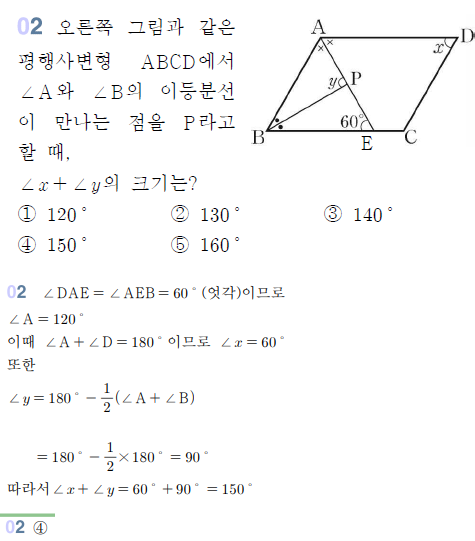 02 오른쪽 그림과 같은
평행사변형 ABCD에서
∠A와 ∠B의 이등분선
이 만나는 점을 P라고
할 때,
∠x+∠y의 크기는?
A
D
x
y
P
60°
B
E
C
① 120° ② 130° ③ 140°
④ 150° ⑤ 160°
02 ∠DAE=∠AEB=60°(엇각)이므로
∠A=120°
이때 ∠A+∠D=180°이므로 ∠x=60°
또한
∠y=180°-1/2(∠A+∠B)
=180°-1/2×180°=90°
따라서∠x+∠y=60°+90°=150°
02 ④